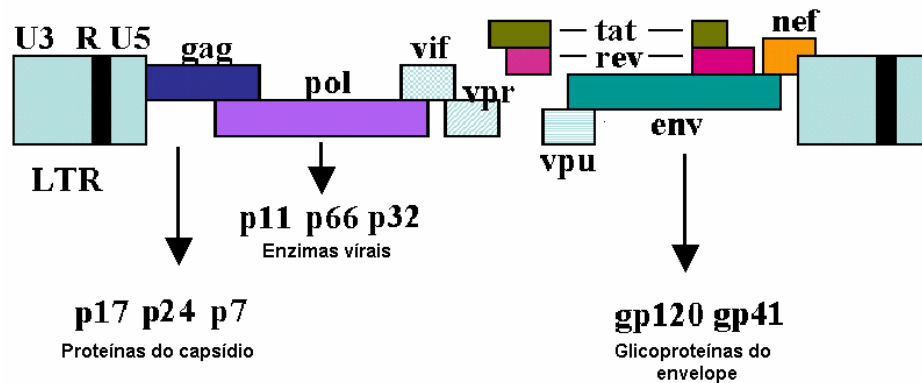 U3 R U5
gag
pol
vif
vpr
tat
rev
nef
env
vpu
LTR
p11 p66 p32
Enzimas vírais
p17 p24 p7
Proteínas do capsídio
gp120 gp41
Glicoproteínas do
envelope